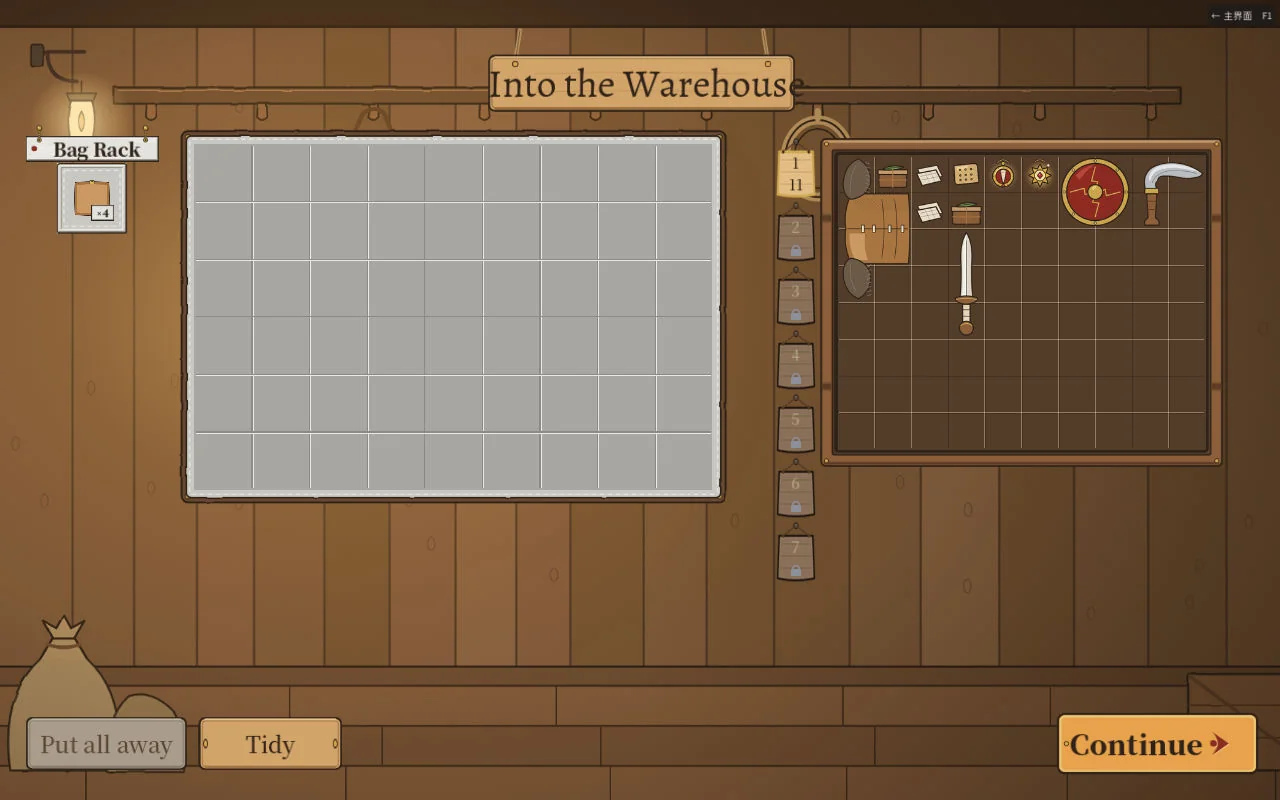 ← 主界面 F1
Into the Warehouse
Bag Rack
×4
1
11
2
3
4
5
6
7
Put all away
Tidy
Continue